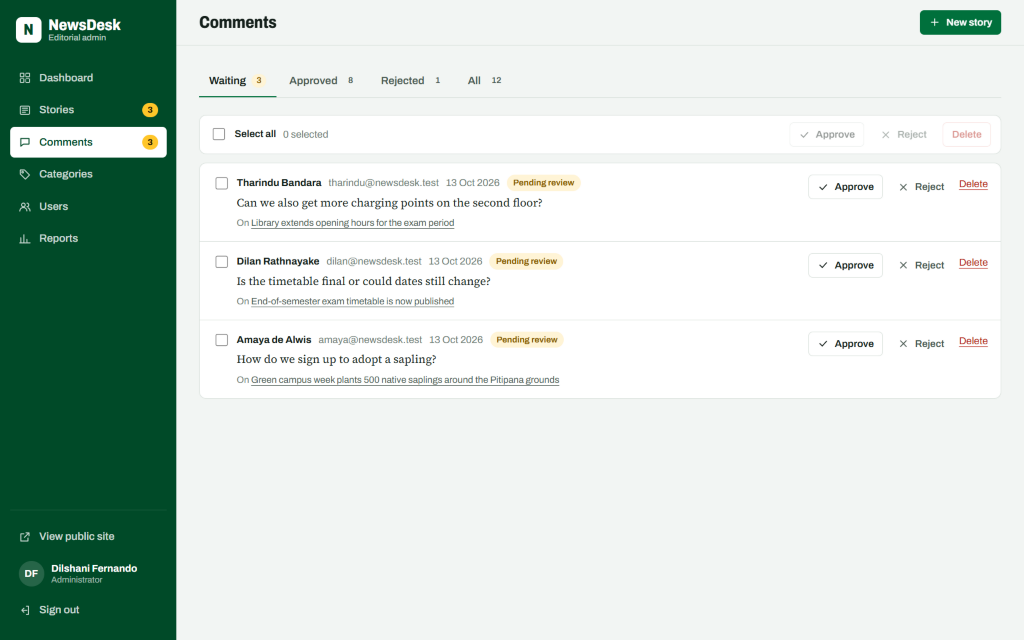 N NewsDesk
Editorial admin
Dashboard
Stories 3
Comments 3
Categories
Users
Reports
View public site
DF Dilshani Fernando
Administrator
Sign out
Comments
+ New story
Waiting 3 Approved 8 Rejected 1 All 12
Select all 0 selected Approve Reject Delete
Tharindu Bandara tharindu@newsdesk.test 13 Oct 2026 Pending review Approve Reject Delete
Can we also get more charging points on the second floor?
On Library extends opening hours for the exam period
Dilan Rathnayake dilan@newsdesk.test 13 Oct 2026 Pending review Approve Reject Delete
Is the timetable final or could dates still change?
On End-of-semester exam timetable is now published
Amaya de Alwis amaya@newsdesk.test 13 Oct 2026 Pending review Approve Reject Delete
How do we sign up to adopt a sapling?
On Green campus week plants 500 native saplings around the Pitipana grounds